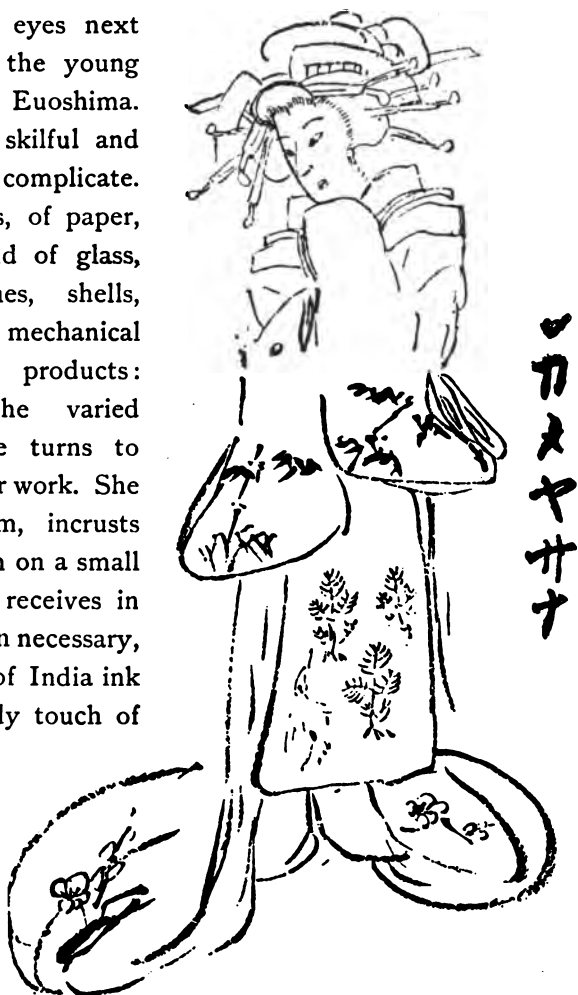 eyes next
the young
Euoshima.
skilful and
complicate.
s, of paper,
d of glass,
es, shells,
mechanical
products:
he varied
e turns to
r work. She
m, incrusts
n on a small
receives in
n necessary,
of India ink
ly touch of
カメヤサナ